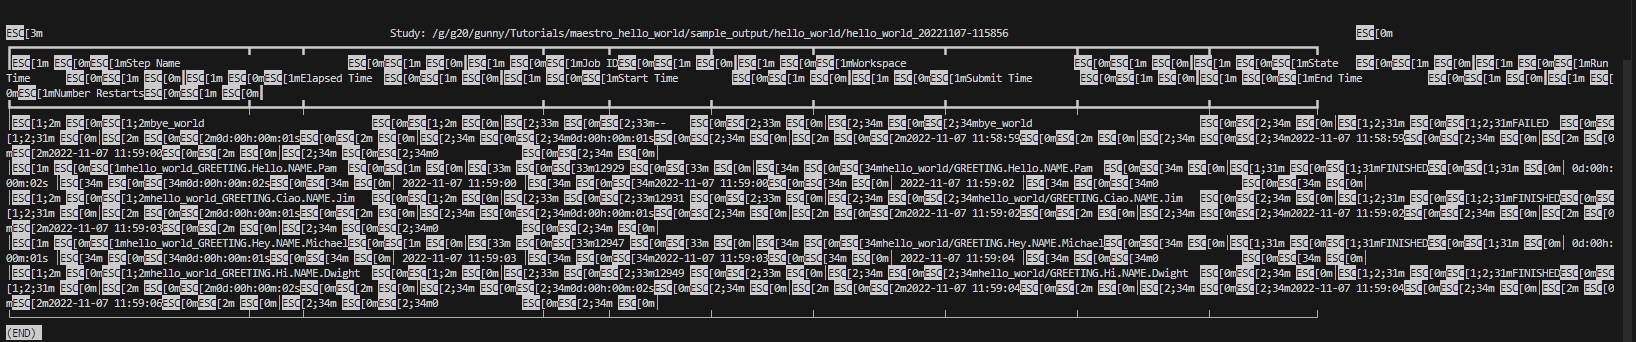 ESC[3m Study: /g/g20/gunny/Tutorials/maestro_hello_world/sample_output/hello_world/hello_world_20221107-115856 ESC[0m
┃ESC[1m ESC[0mESC[1mStep Name ESC[0mESC[1m ESC[0m┃ESC[1m ESC[0mESC[1mJob IDESC[0mESC[1m ESC[0m┃ESC[1m ESC[0mESC[1mWorkspace ESC[0mESC[1m ESC[0m┃ESC[1m ESC[0mESC[1mState ESC[0mESC[1m ESC[0m┃ESC[1m ESC[0mESC[1mRun
Time ESC[0mESC[1m ESC[0m┃ESC[1m ESC[0mESC[1mElapsed Time ESC[0mESC[1m ESC[0m┃ESC[1m ESC[0mESC[1mStart Time ESC[0mESC[1m ESC[0m┃ESC[1m ESC[0mESC[1mSubmit Time ESC[0mESC[1m ESC[0m┃ESC[1m ESC[0mESC[1mEnd Time ESC[0mESC[1m ESC[0m┃ESC[1m ESC[
0mESC[1mNumber RestartsESC[0mESC[1m ESC[0m┃
│ESC[1;2m ESC[0mESC[1;2mbye_world ESC[0mESC[1;2m ESC[0m│ESC[2;33m ESC[0mESC[2;33m-- ESC[0mESC[2;33m ESC[0m│ESC[2;34m ESC[0mESC[2;34mbye_world ESC[0mESC[2;34m ESC[0m│ESC[1;2;31m ESC[0mESC[1;2;31mFAILED ESC[0mESC
[1;2;31m ESC[0m│ESC[2m ESC[0mESC[2m0d:00h:00m:01sESC[0mESC[2m ESC[0m│ESC[2;34m ESC[0mESC[2;34m0d:00h:00m:01sESC[0mESC[2;34m ESC[0m│ESC[2m ESC[0mESC[2m2022-11-07 11:58:59ESC[0mESC[2m ESC[0m│ESC[2;34m ESC[0mESC[2;34m2022-11-07 11:58:59ESC[0mESC[2;34m ESC[0m│ESC[2m ESC[0
mESC[2m2022-11-07 11:59:00ESC[0mESC[2m ESC[0m│ESC[2;34m ESC[0mESC[2;34m0 ESC[0mESC[2;34m ESC[0m│
│ESC[1m ESC[0mESC[1mhello_world_GREETING.Hello.NAME.Pam ESC[0mESC[1m ESC[0m│ESC[33m ESC[0mESC[33m12929 ESC[0mESC[33m ESC[0m│ESC[34m ESC[0mESC[34mhello_world/GREETING.Hello.NAME.Pam ESC[0mESC[34m ESC[0m│ESC[1;31m ESC[0mESC[1;31mFINISHEDESC[0mESC[1;31m ESC[0m│ 0d:00h:
00m:02s │ESC[34m ESC[0mESC[34m0d:00h:00m:02sESC[0mESC[34m ESC[0m│ 2022-11-07 11:59:00 │ESC[34m ESC[0mESC[34m2022-11-07 11:59:00ESC[0mESC[34m ESC[0m│ 2022-11-07 11:59:02 │ESC[34m ESC[0mESC[34m0 ESC[0mESC[34m ESC[0m│
│ESC[1;2m ESC[0mESC[1;2mhello_world_GREETING.Ciao.NAME.Jim ESC[0mESC[1;2m ESC[0m│ESC[2;33m ESC[0mESC[2;33m12931 ESC[0mESC[2;33m ESC[0m│ESC[2;34m ESC[0mESC[2;34mhello_world/GREETING.Ciao.NAME.Jim ESC[0mESC[2;34m ESC[0m│ESC[1;2;31m ESC[0mESC[1;2;31mFINISHEDESC[0mESC
[1;2;31m ESC[0m│ESC[2m ESC[0mESC[2m0d:00h:00m:01sESC[0mESC[2m ESC[0m│ESC[2;34m ESC[0mESC[2;34m0d:00h:00m:01sESC[0mESC[2;34m ESC[0m│ESC[2m ESC[0mESC[2m2022-11-07 11:59:02ESC[0mESC[2m ESC[0m│ESC[2;34m ESC[0mESC[2;34m2022-11-07 11:59:02ESC[0mESC[2;34m ESC[0m│ESC[2m ESC[0
mESC[2m2022-11-07 11:59:03ESC[0mESC[2m ESC[0m│ESC[2;34m ESC[0mESC[2;34m0 ESC[0mESC[2;34m ESC[0m│
│ESC[1m ESC[0mESC[1mhello_world_GREETING.Hey.NAME.MichaelESC[0mESC[1m ESC[0m│ESC[33m ESC[0mESC[33m12947 ESC[0mESC[33m ESC[0m│ESC[34m ESC[0mESC[34mhello_world/GREETING.Hey.NAME.MichaelESC[0mESC[34m ESC[0m│ESC[1;31m ESC[0mESC[1;31mFINISHEDESC[0mESC[1;31m ESC[0m│ 0d:00h:
00m:01s │ESC[34m ESC[0mESC[34m0d:00h:00m:01sESC[0mESC[34m ESC[0m│ 2022-11-07 11:59:03 │ESC[34m ESC[0mESC[34m2022-11-07 11:59:03ESC[0mESC[34m ESC[0m│ 2022-11-07 11:59:04 │ESC[34m ESC[0mESC[34m0 ESC[0mESC[34m ESC[0m│
│ESC[1;2m ESC[0mESC[1;2mhello_world_GREETING.Hi.NAME.Dwight ESC[0mESC[1;2m ESC[0m│ESC[2;33m ESC[0mESC[2;33m12949 ESC[0mESC[2;33m ESC[0m│ESC[2;34m ESC[0mESC[2;34mhello_world/GREETING.Hi.NAME.Dwight ESC[0mESC[2;34m ESC[0m│ESC[1;2;31m ESC[0mESC[1;2;31mFINISHEDESC[0mESC
[1;2;31m ESC[0m│ESC[2m ESC[0mESC[2m0d:00h:00m:02sESC[0mESC[2m ESC[0m│ESC[2;34m ESC[0mESC[2;34m0d:00h:00m:02sESC[0mESC[2;34m ESC[0m│ESC[2m ESC[0mESC[2m2022-11-07 11:59:04ESC[0mESC[2m ESC[0m│ESC[2;34m ESC[0mESC[2;34m2022-11-07 11:59:04ESC[0mESC[2;34m ESC[0m│ESC[2m ESC[0
mESC[2m2022-11-07 11:59:06ESC[0mESC[2m ESC[0m│ESC[2;34m ESC[0mESC[2;34m0 ESC[0mESC[2;34m ESC[0m│
(END)